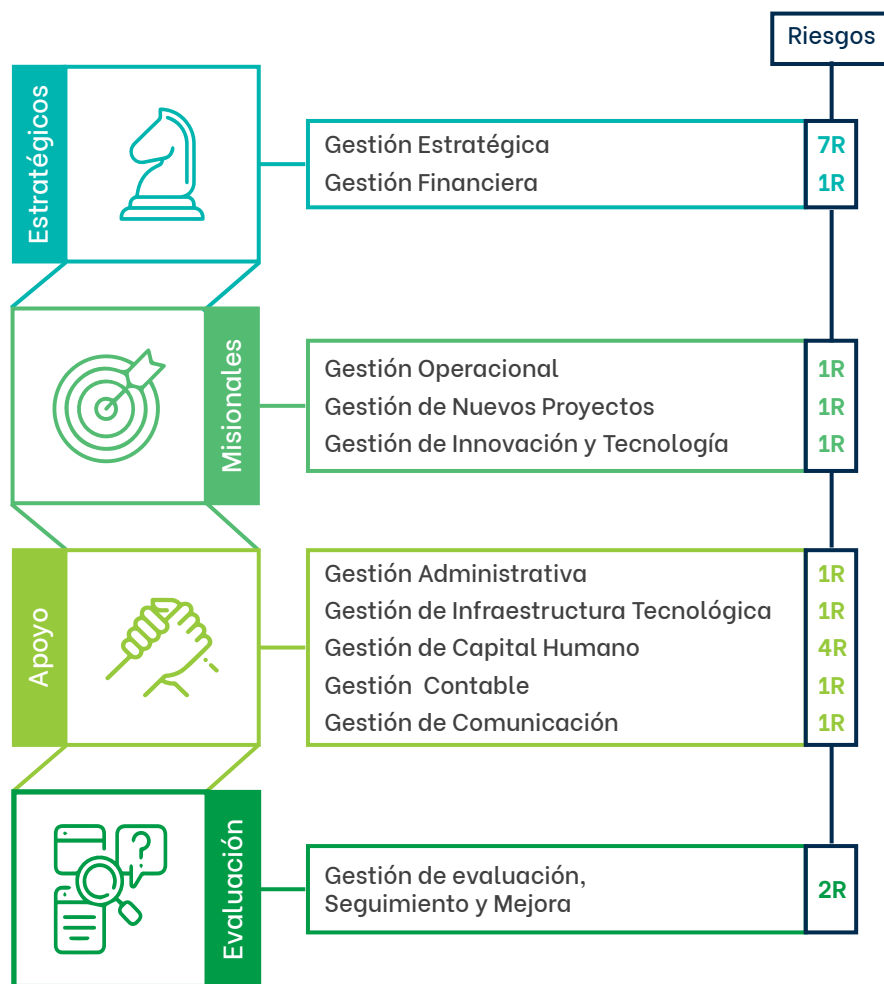 Riesgos
Estratégicos
Gestión Estratégica 7R
Gestión Financiera 1R
Misionales
Gestión Operacional 1R
Gestión de Nuevos Proyectos 1R
Gestión de Innovación y Tecnología 1R
Apoyo
Gestión Administrativa 1R
Gestión de Infraestructura Tecnológica 1R
Gestión de Capital Humano 4R
Gestión  Contable 1R
Gestión de Comunicación 1R
Evaluación
Gestión de evaluación,
Seguimiento y Mejora 2R
?